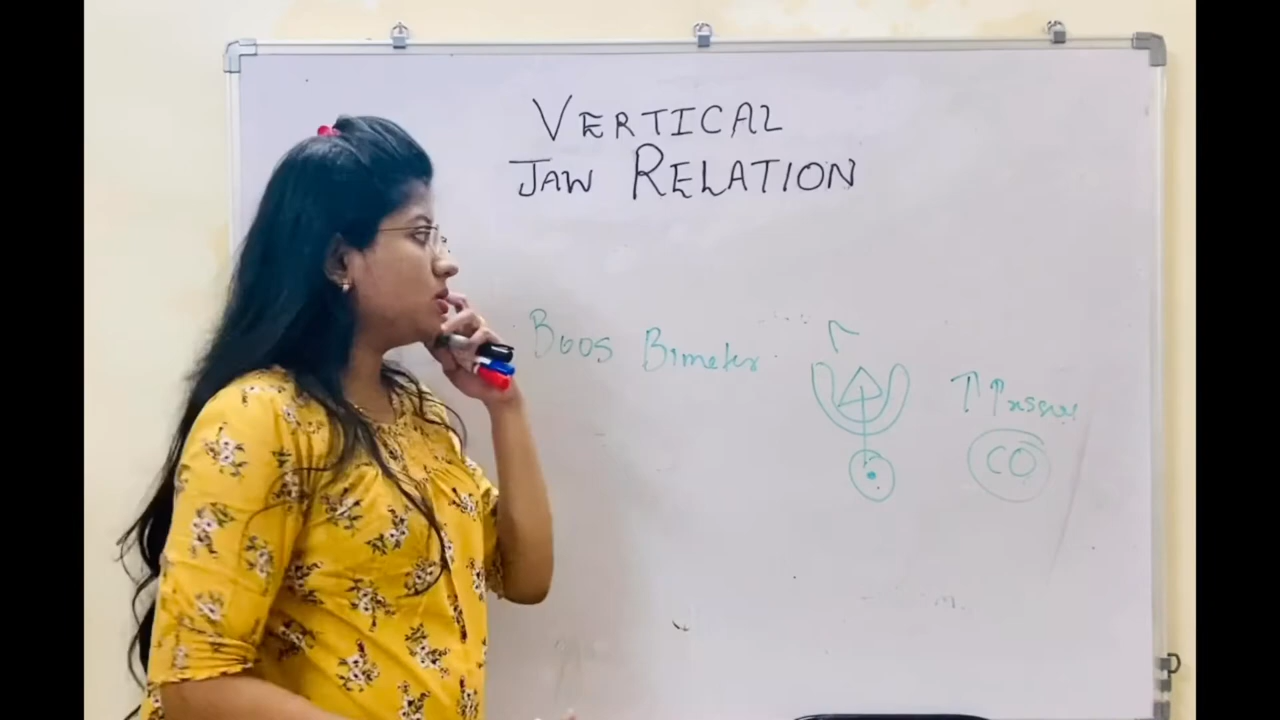 VERTICAL
JAW RELATION
Boos Bimeter
↑↑
CO